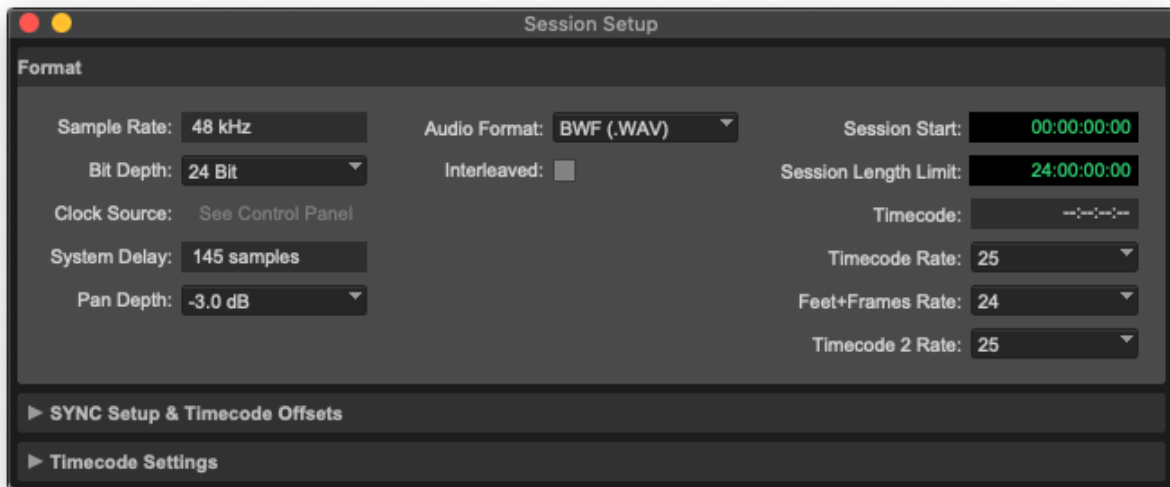 Session Setup
Format
Sample Rate: 48 kHz
Bit Depth: 24 Bit
Clock Source: See Control Panel
System Delay: 145 samples
Pan Depth: -3.0 dB
Audio Format: BWF (.WAV)
Interleaved:
Session Start: 00:00:00:00
Session Length Limit: 24:00:00:00
Timecode: --:--:--:--
Timecode Rate: 25
Feet+Frames Rate: 24
Timecode 2 Rate: 25
SYNC Setup & Timecode Offsets
Timecode Settings